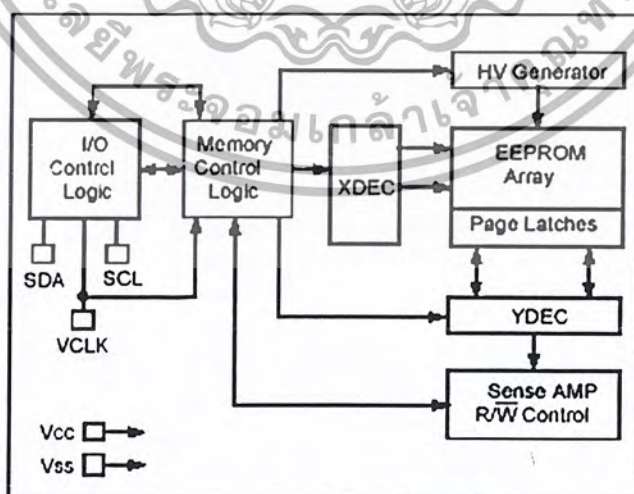 HV Generator
I/O
Control
Logic
Memory
Control
Logic
XDEC
EEPROM
Array
Page Latches
SDA
SCL
VCLK
YDEC
Sense AMP
R/W̅ Control
Vcc
Vss